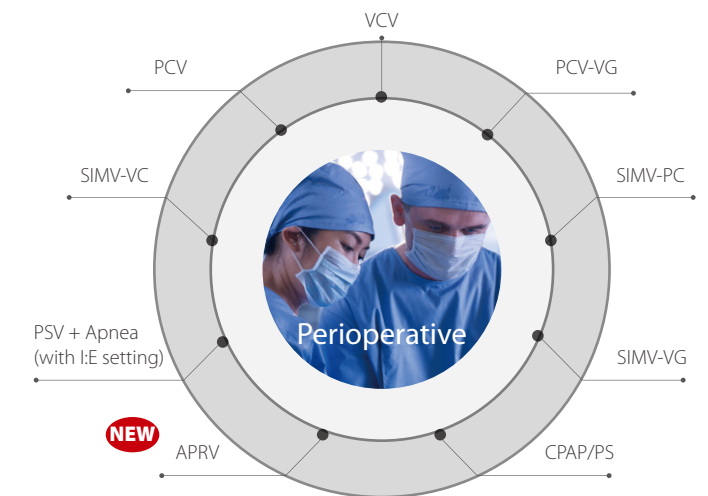 VCV
PCV
PCV-VG
SIMV-VC
SIMV-PC
Perioperative
PSV + Apnea
(with I:E setting)
SIMV-VG
NEW
APRV
CPAP/PS